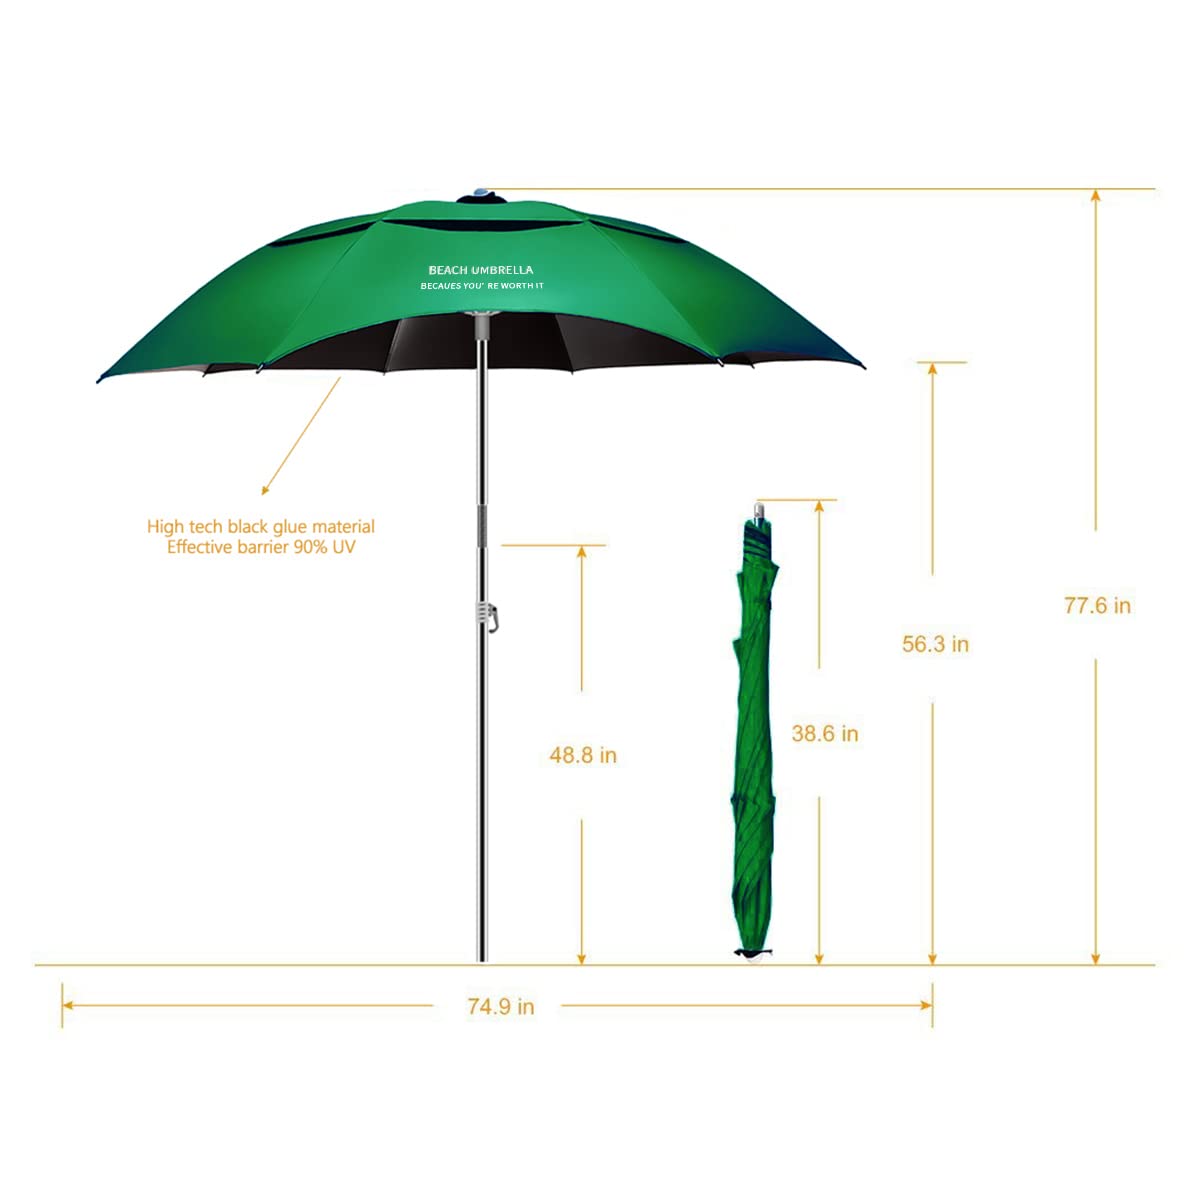 BEACH UMBRELLA
BECAUES YOU' RE WORTH IT
High tech black glue material
Effective barrier 90% UV
77.6 in
56.3 in
38.6 in
48.8 in
74.9 in